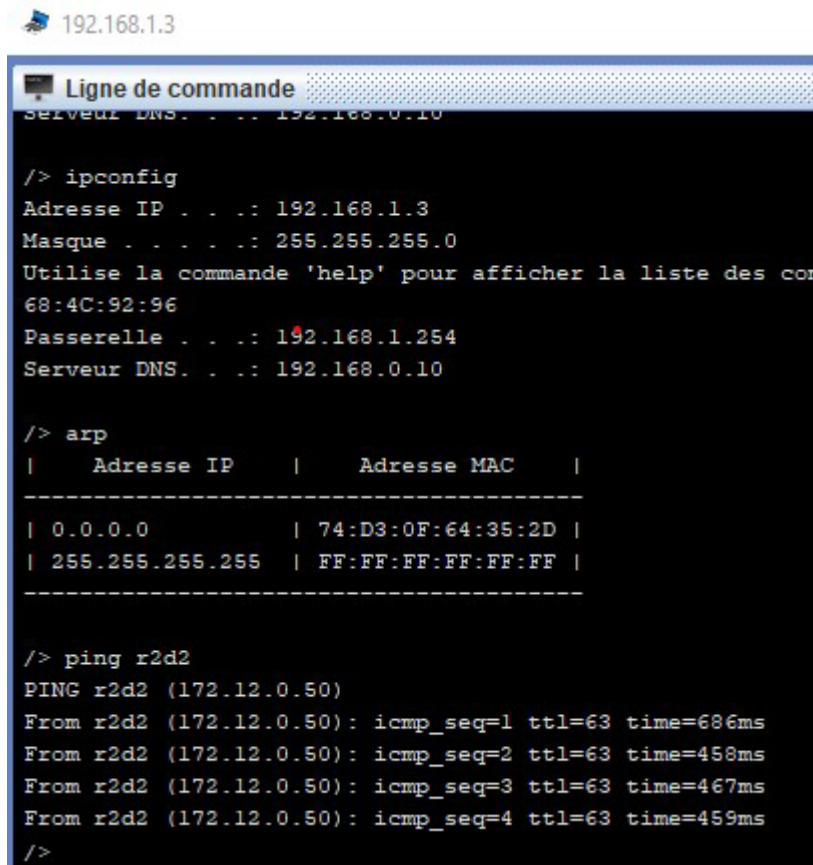 192.168.1.3
Ligne de commande
Serveur DNS. . .: 192.168.0.10
/> ipconfig
Adresse IP . . .: 192.168.1.3
Masque . . . . .: 255.255.255.0
Utilise la commande 'help' pour afficher la liste des
68:4C:92:96
Passerelle . . .: 192.168.1.254
Serveur DNS. . .: 192.168.0.10
/> arp
| Adresse IP | Adresse MAC |
-----------------------------------------
| 0.0.0.0 | 74:D3:0F:64:35:2D |
| 255.255.255.255 | FF:FF:FF:FF:FF:FF |
-----------------------------------------
/> ping r2d2
PING r2d2 (172.12.0.50)
From r2d2 (172.12.0.50): icmp_seq=1 ttl=63 time=686ms
From r2d2 (172.12.0.50): icmp_seq=2 ttl=63 time=458ms
From r2d2 (172.12.0.50): icmp_seq=3 ttl=63 time=467ms
From r2d2 (172.12.0.50): icmp_seq=4 ttl=63 time=459ms
/>